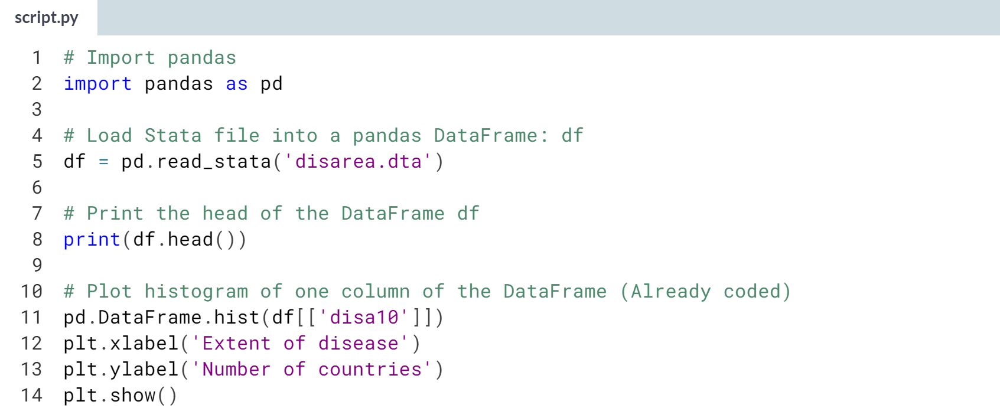 script.py
1 # Import pandas
2 import pandas as pd
3
4 # Load Stata file into a pandas DataFrame: df
5 df = pd.read_stata('disarea.dta')
6
7 # Print the head of the DataFrame df
8 print(df.head())
9
10 # Plot histogram of one column of the DataFrame (Already coded)
11 pd.DataFrame.hist(df[['disa10']])
12 plt.xlabel('Extent of disease')
13 plt.ylabel('Number of countries')
14 plt.show()